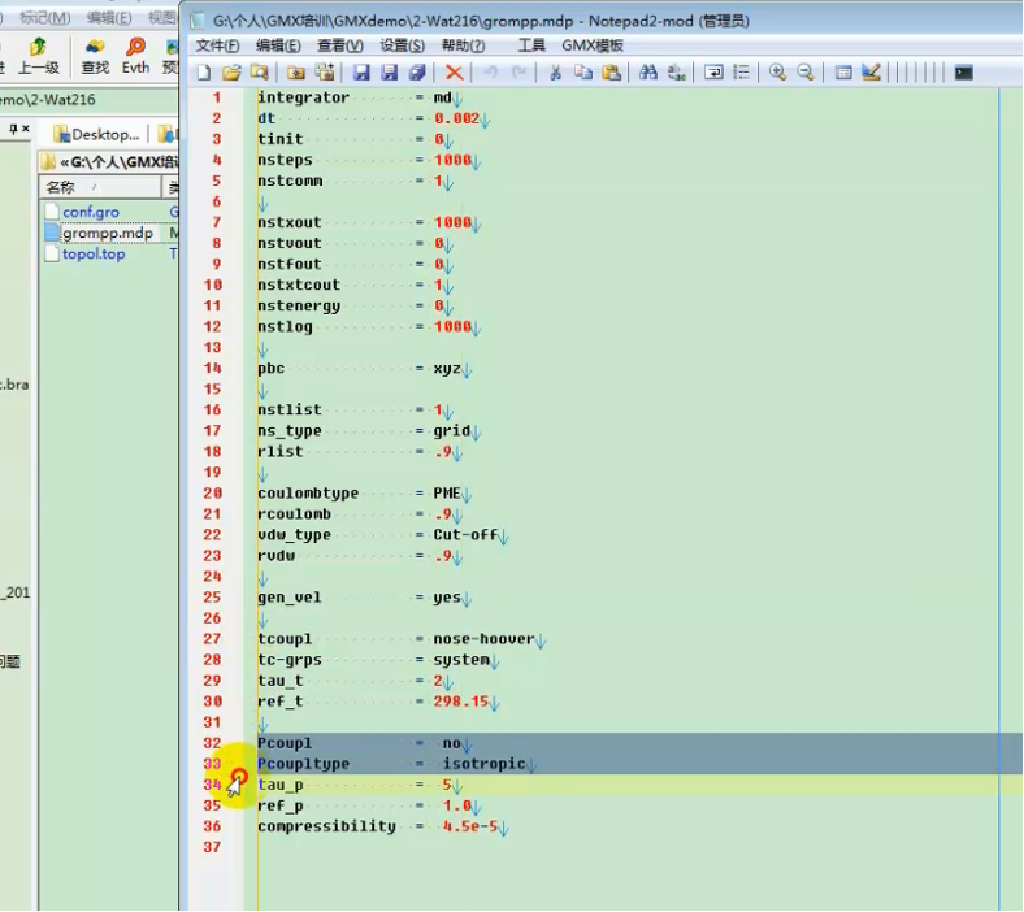 G:\个人\GMX培训\GMXdemo\2-Wat216\grompp.mdp - Notepad2-mod (管理员)
标记(M) 编辑(E) 视图
文件(F) 编辑(E) 查看(V) 设置(S) 帮助(?) 工具 GMX模板
上一级 查找 Evth 预
emo\2-Wat216
Desktop...
«G:\个人\GMX培训
名称
conf.gro G
grompp.mdp M
topol.top T
c.bra
_201
问题
1 integrator = md
2 dt = 0.002
3 tinit = 0
4 nsteps = 1000
5 nstcomm = 1
6
7 nstxout = 1000
8 nstvout = 0
9 nstfout = 0
10 nstxtcout = 1
11 nstenergy = 0
12 nstlog = 1000
13
14 pbc = xyz
15
16 nstlist = 1
17 ns_type = grid
18 rlist = .9
19
20 coulombtype = PME
21 rcoulomb = .9
22 vdw_type = Cut-off
23 rvdw = .9
24
25 gen_vel = yes
26
27 tcoupl = nose-hoover
28 tc-grps = system
29 tau_t = 2
30 ref_t = 298.15
31
32 Pcoupl = no
33 Pcoupltype = isotropic
34 tau_p = 5
35 ref_p = 1.0
36 compressibility = 4.5e-5
37